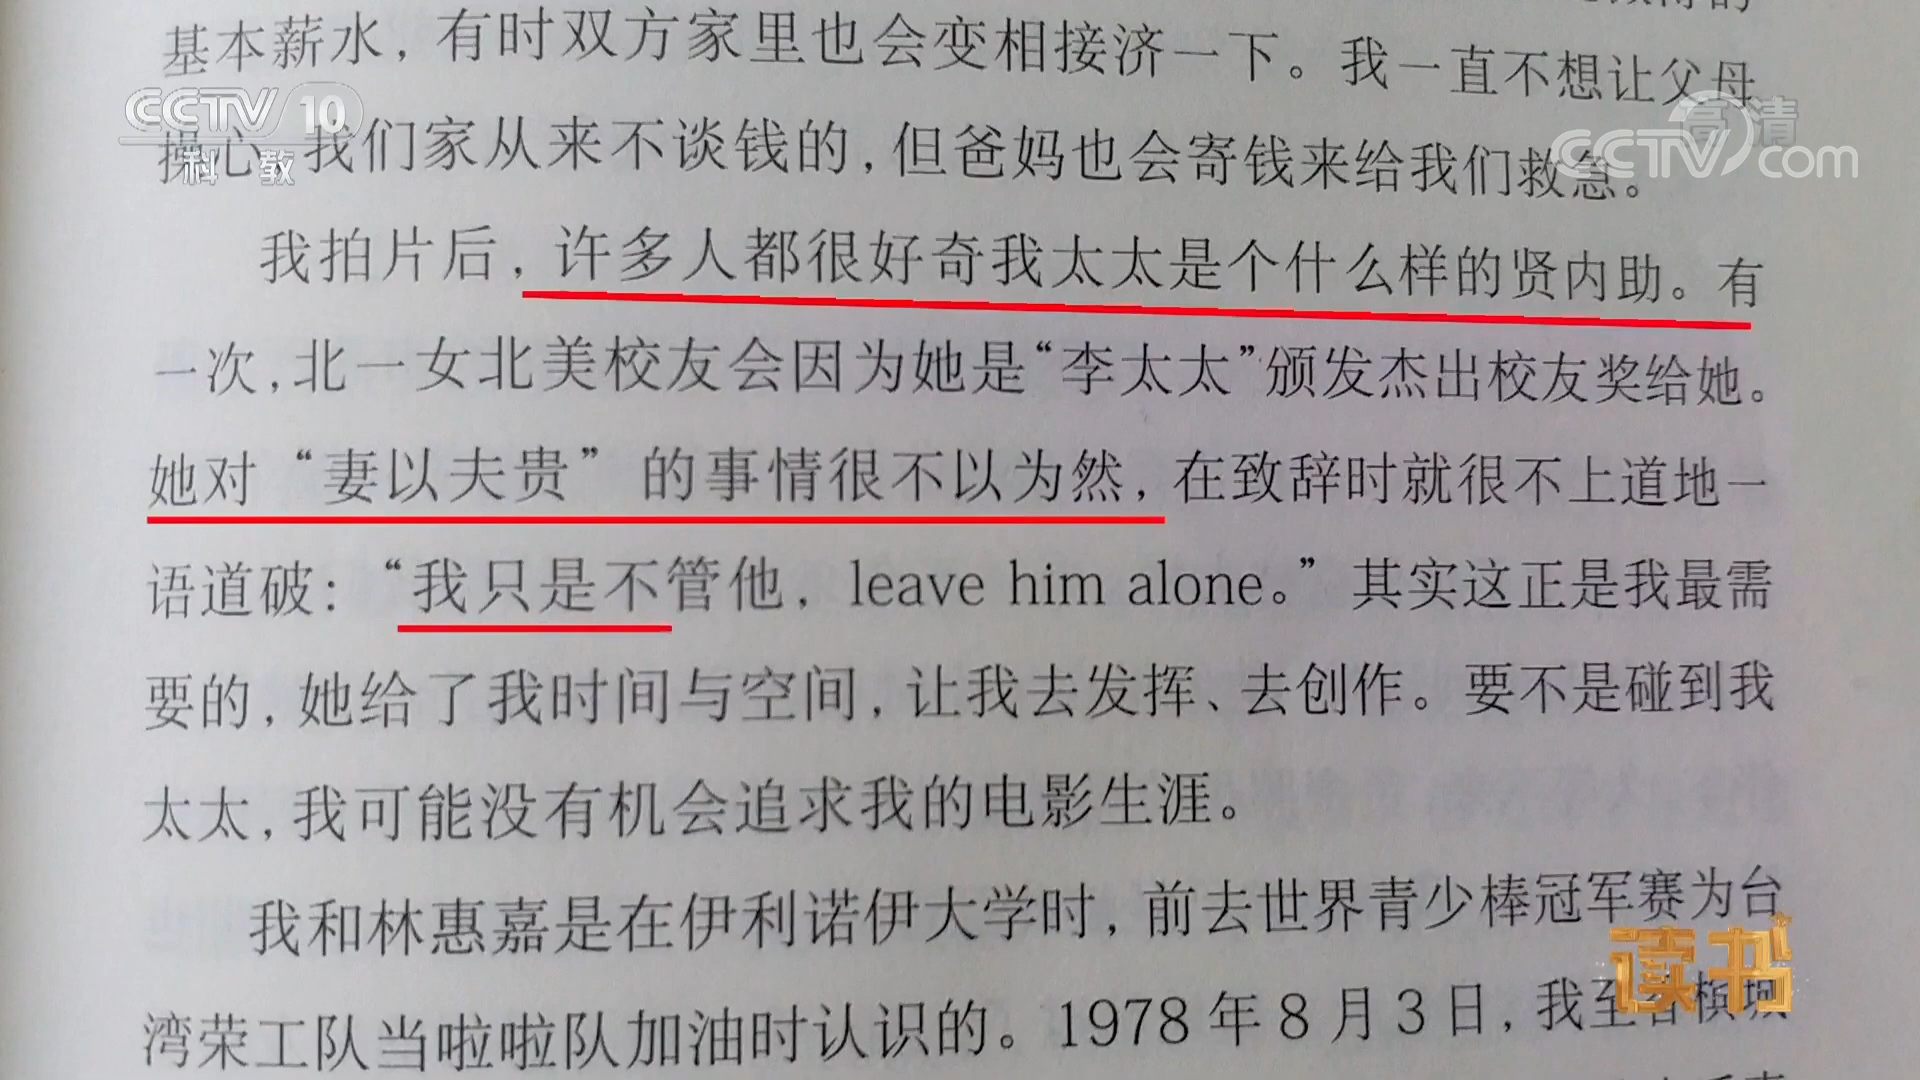 基本薪水，有时双方家里也会变相接济一下。我一直不想让父母
CCTV 10
科教
高清
CCTV.com
操心，我们家从来不谈钱的，但爸妈也会寄钱来给我们救急。
我拍片后，许多人都很好奇我太太是个什么样的贤内助。有
一次，北一女北美校友会因为她是“李太太”颁发杰出校友奖给她。
她对“妻以夫贵”的事情很不以为然，在致辞时就很不上道地一
语道破：“我只是不管他，leave him alone。”其实这正是我最需
要的，她给了我时间与空间，让我去发挥、去创作。要不是碰到我
太太，我可能没有机会追求我的电影生涯。
我和林惠嘉是在伊利诺伊大学时，前去世界青少棒冠军赛为台
湾荣工队当啦啦队加油时认识的。1978年8月3日，我至香槟
读书